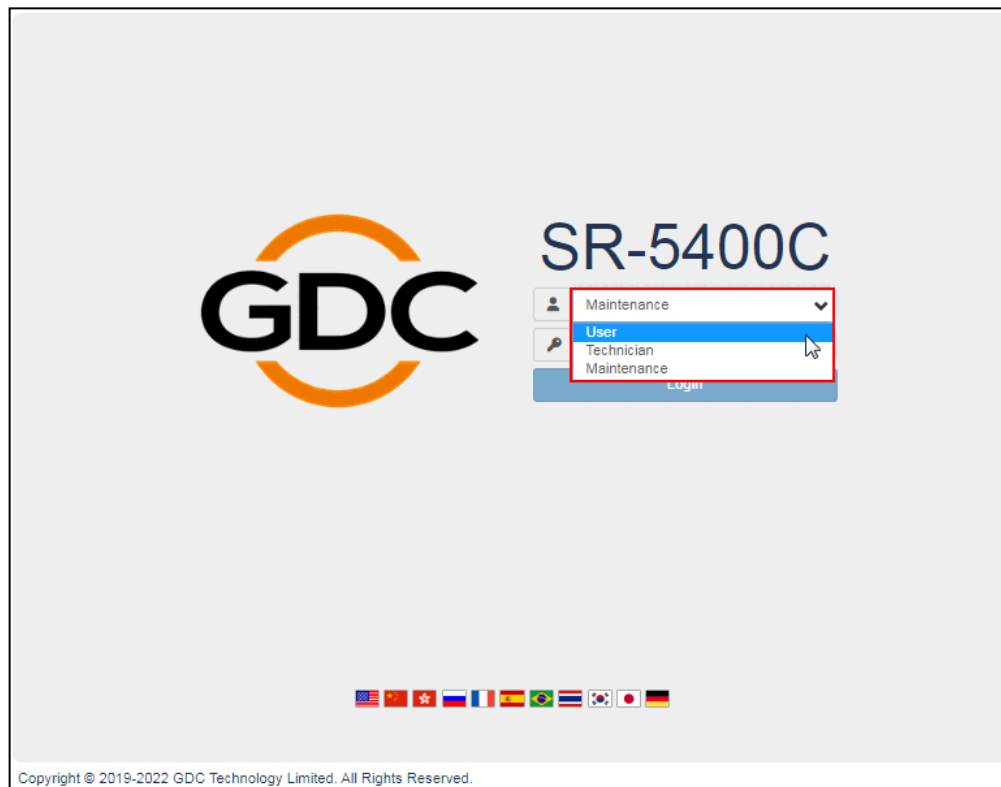 GDC
SR-5400C
Maintenance
User
Technician
Maintenance
Login
Copyright © 2019-2022 GDC Technology Limited. All Rights Reserved.